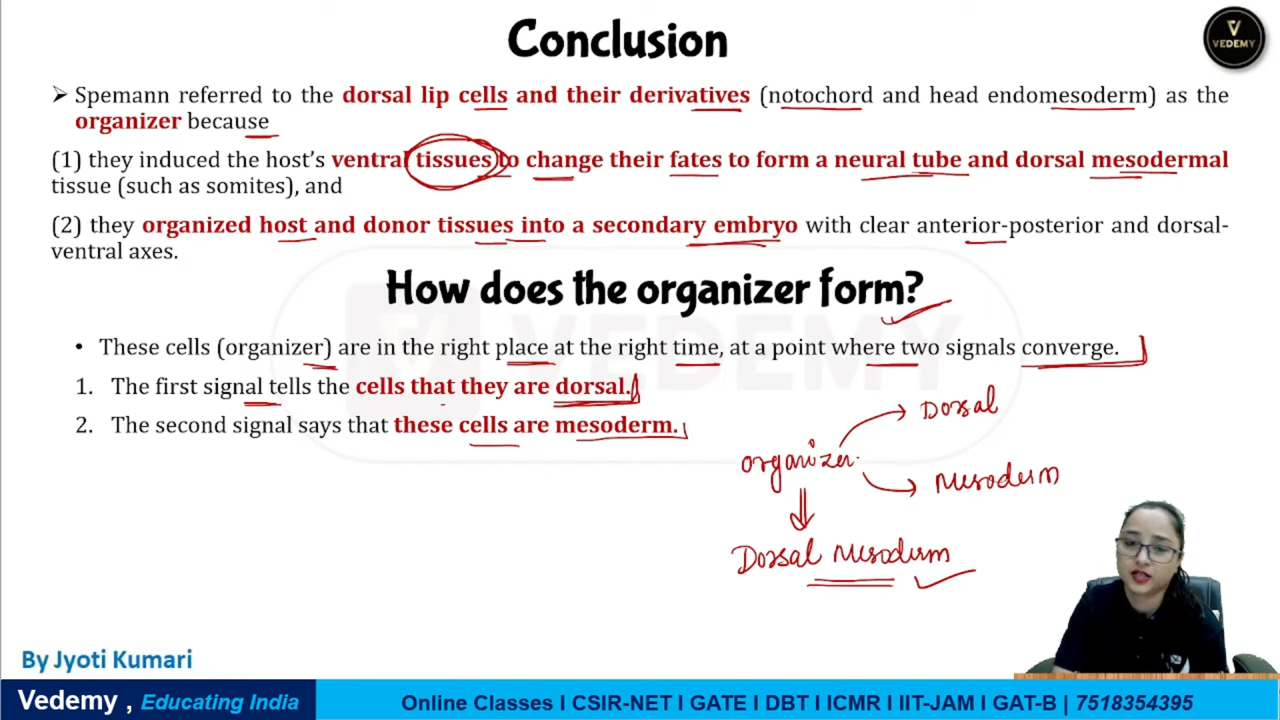 Conclusion
VEDEMY
➢ Spemann referred to the dorsal lip cells and their derivatives (notochord and head endomesoderm) as the
organizer because
(1) they induced the host's ventral tissues to change their fates to form a neural tube and dorsal mesodermal
tissue (such as somites), and
(2) they organized host and donor tissues into a secondary embryo with clear anterior-posterior and dorsal-
ventral axes.
How does the organizer form?
VEDEMY
• These cells (organizer) are in the right place at the right time, at a point where two signals converge.
1. The first signal tells the cells that they are dorsal.
2. The second signal says that these cells are mesoderm.
Dorsal
organizer
Mesoderm
Dorsal Mesoderm
By Jyoti Kumari
Vedemy , Educating India
Online Classes I CSIR-NET I GATE I DBT I ICMR I IIT-JAM I GAT-B | 7518354395